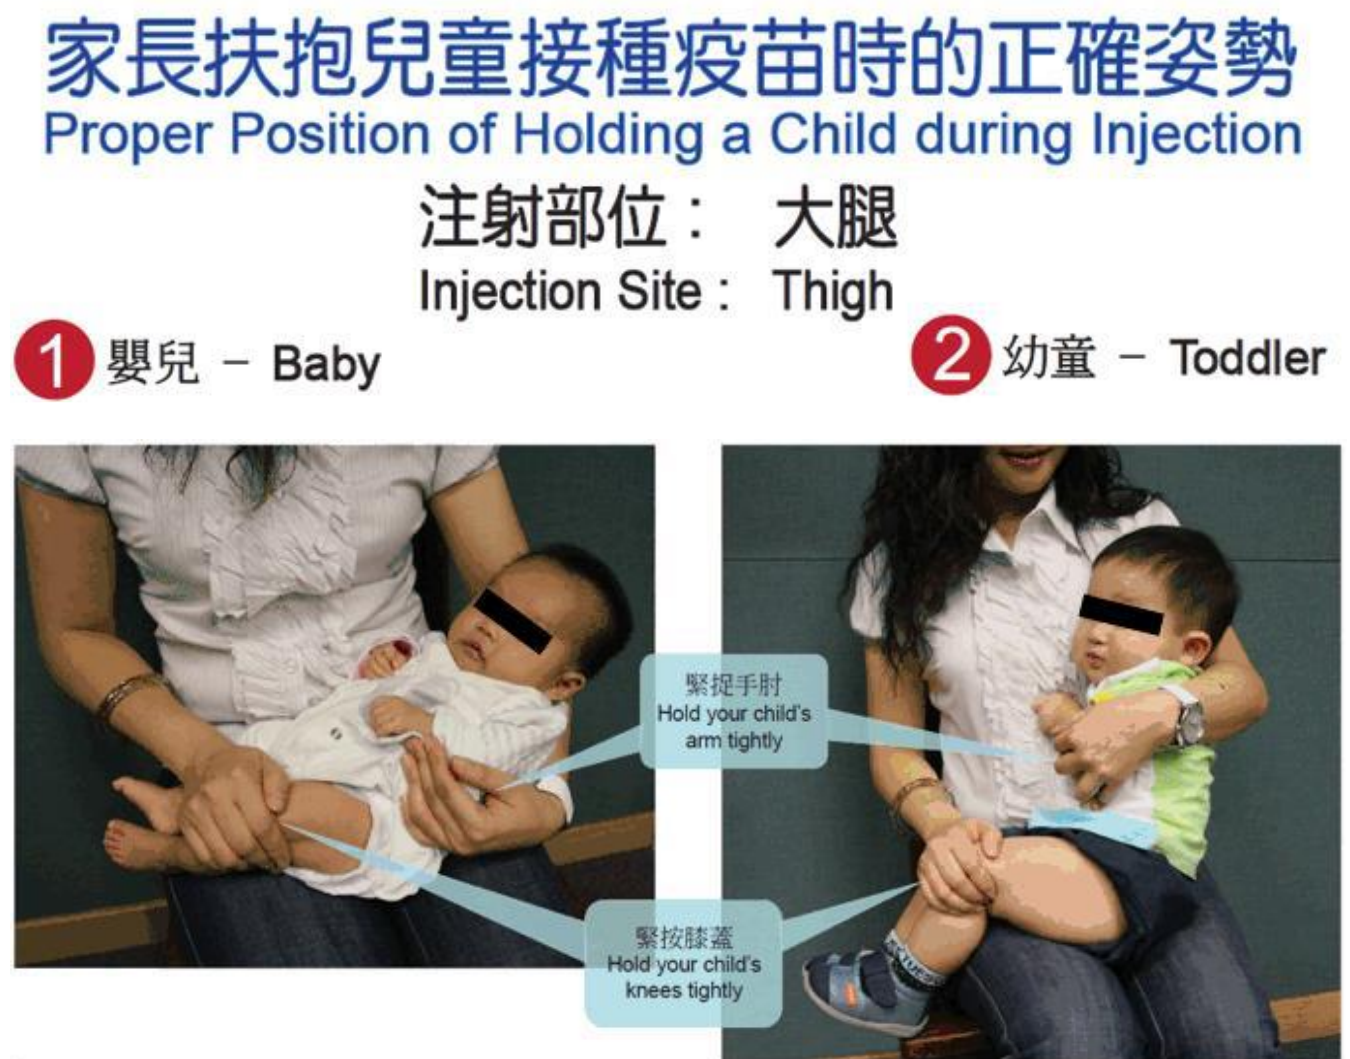 家長扶抱兒童接種疫苗時的正確姿勢
Proper Position of Holding a Child during Injection
注射部位： 大腿
Injection Site : Thigh
1 嬰兒 – Baby
2 幼童 – Toddler
緊捉手肘
Hold your child's
arm tightly
緊按膝蓋
Hold your child's
knees tightly